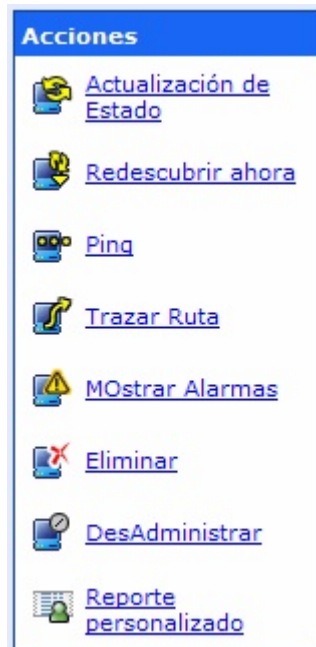 Acciones
Actualización de
Estado
Redescubrir ahora
Ping
Trazar Ruta
MOstrar Alarmas
Eliminar
DesAdministrar
Reporte
personalizado